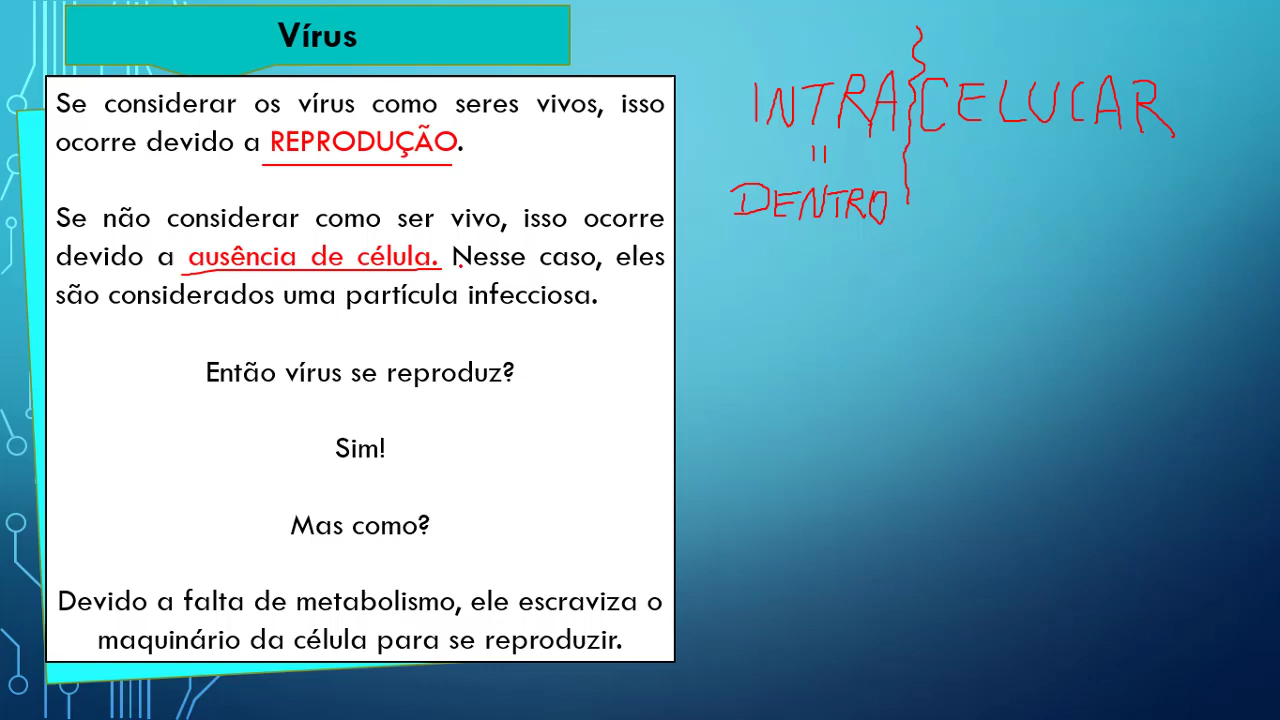 Vírus
Se considerar os vírus como seres vivos, isso
ocorre devido a REPRODUÇÃO.
Se não considerar como ser vivo, isso ocorre
devido a ausência de célula. Nesse caso, eles
são considerados uma partícula infecciosa.
Então vírus se reproduz?
Sim!
Mas como?
Devido a falta de metabolismo, ele escraviza o
maquinário da célula para se reproduzir.
INTRA CELULAR
"
DENTRO